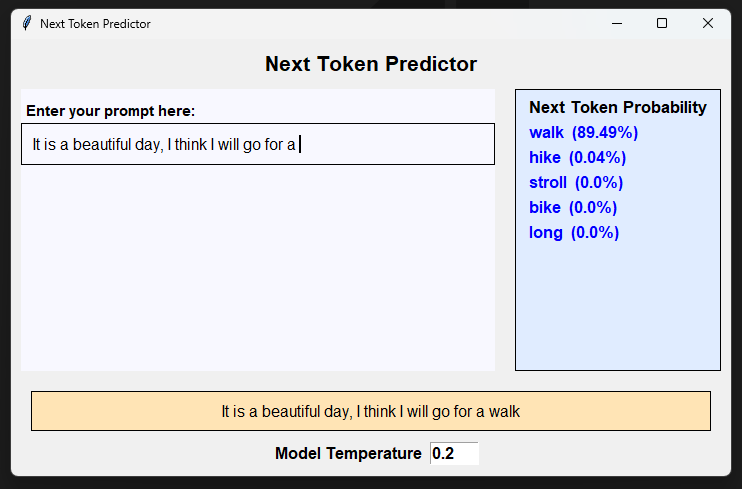 Next Token Predictor
Next Token Predictor
Enter your prompt here:
It is a beautiful day, I think I will go for a
Next Token Probability
walk (89.49%)
hike (0.04%)
stroll (0.0%)
bike (0.0%)
long (0.0%)
It is a beautiful day, I think I will go for a walk
Model Temperature 0.2